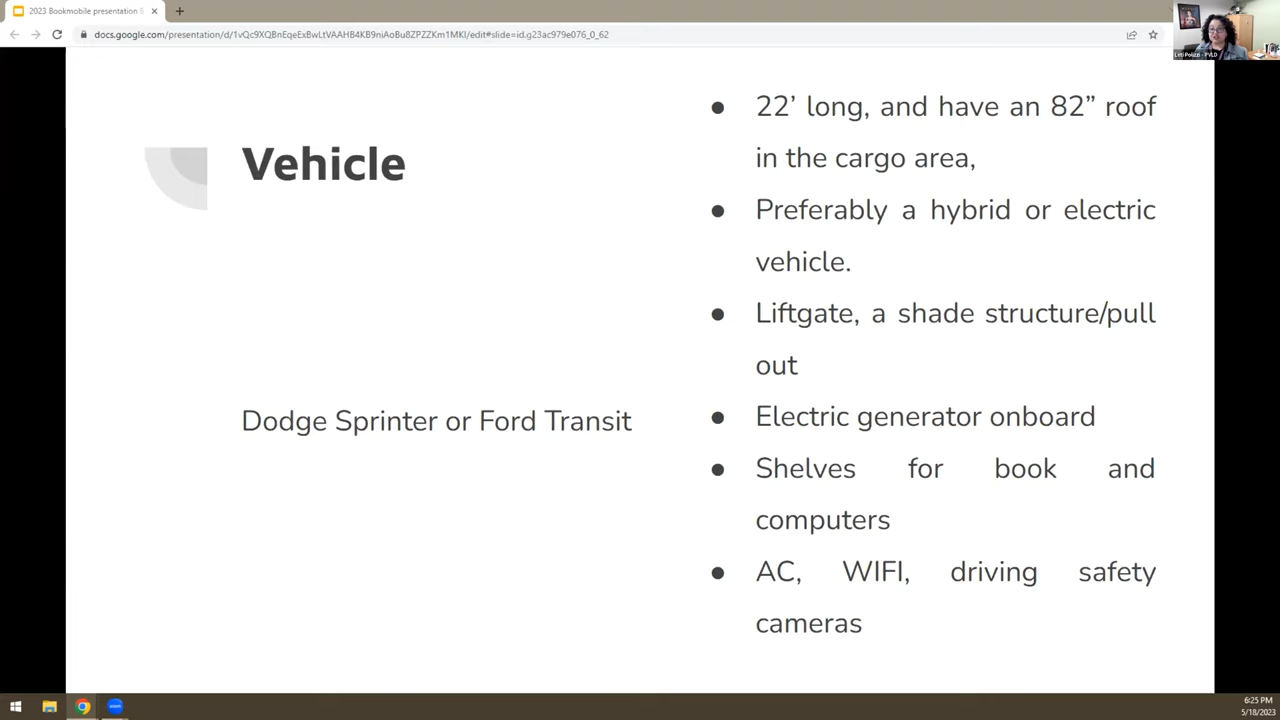 2023 Bookmobile presentation S
docs.google.com/presentation/d/1vQc9XQBnEqeExBwLtVAAHB4KB9niAoBu8ZPZZKm1MKI/edit#slide=id.g23ac979e076_0_62
Vehicle
Dodge Sprinter or Ford Transit
● 22’ long, and have an 82” roof
in the cargo area,
● Preferably a hybrid or electric
vehicle.
● Liftgate, a shade structure/pull
out
● Electric generator onboard
● Shelves for book and
computers
● AC, WIFI, driving safety
cameras
zoom
6:25 PM
5/18/2023